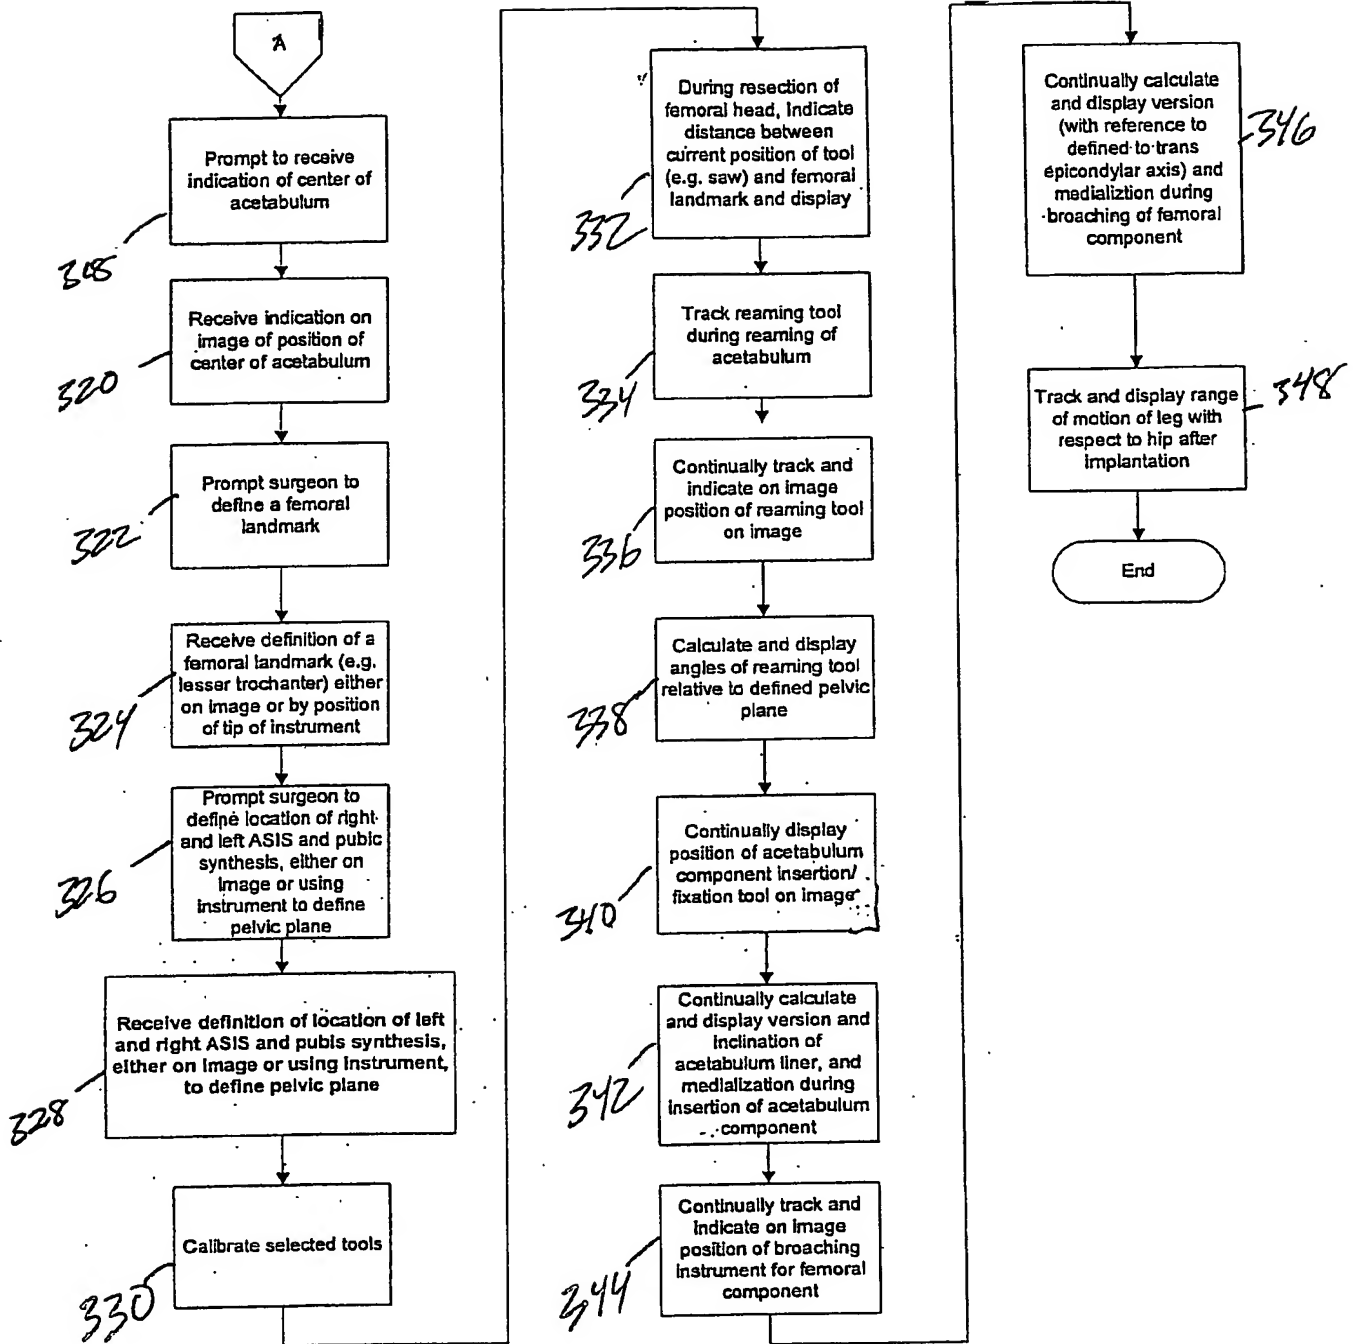 A
Prompt to receive
indication of center of
acetabulum
Receive indication on
image of position of
center of acetabulum
320
Prompt surgeon to
define a femoral
landmark
322
Receive definition of a
femoral landmark (e.g.
lesser trochanter) either
on image or by position
of tip of instrument
324
Prompt surgeon to
define location of right
and left ASIS and pubic
synthesis, either on
image or using
instrument to define
pelvic plane
326
Receive definition of location of left
and right ASIS and pubis synthesis,
either on image or using instrument,
to define pelvic plane
328
Calibrate selected tools
330
During resection of
femoral head, indicate
distance between
current position of tool
(e.g. saw) and femoral
landmark and display
332
Track reaming tool
during reaming of
acetabulum
334
Continually track and
indicate on image
position of reaming tool
on image
336
Calculate and display
angles of reaming tool
relative to defined pelvic
plane
338
Continually display
position of acetabulum
component insertion/
fixation tool on image
340
Continually calculate
and display version and
inclination of
acetabulum liner, and
medialization during
insertion of acetabulum
component
342
Continually track and
indicate on image
position of broaching
instrument for femoral
component
344
Continually calculate
and display version
(with reference to
defined to trans
epicondylar axis) and
medializtion during
broaching of femoral
component
346
Track and display range
of motion of leg with
respect to hip after
implantation
348
End